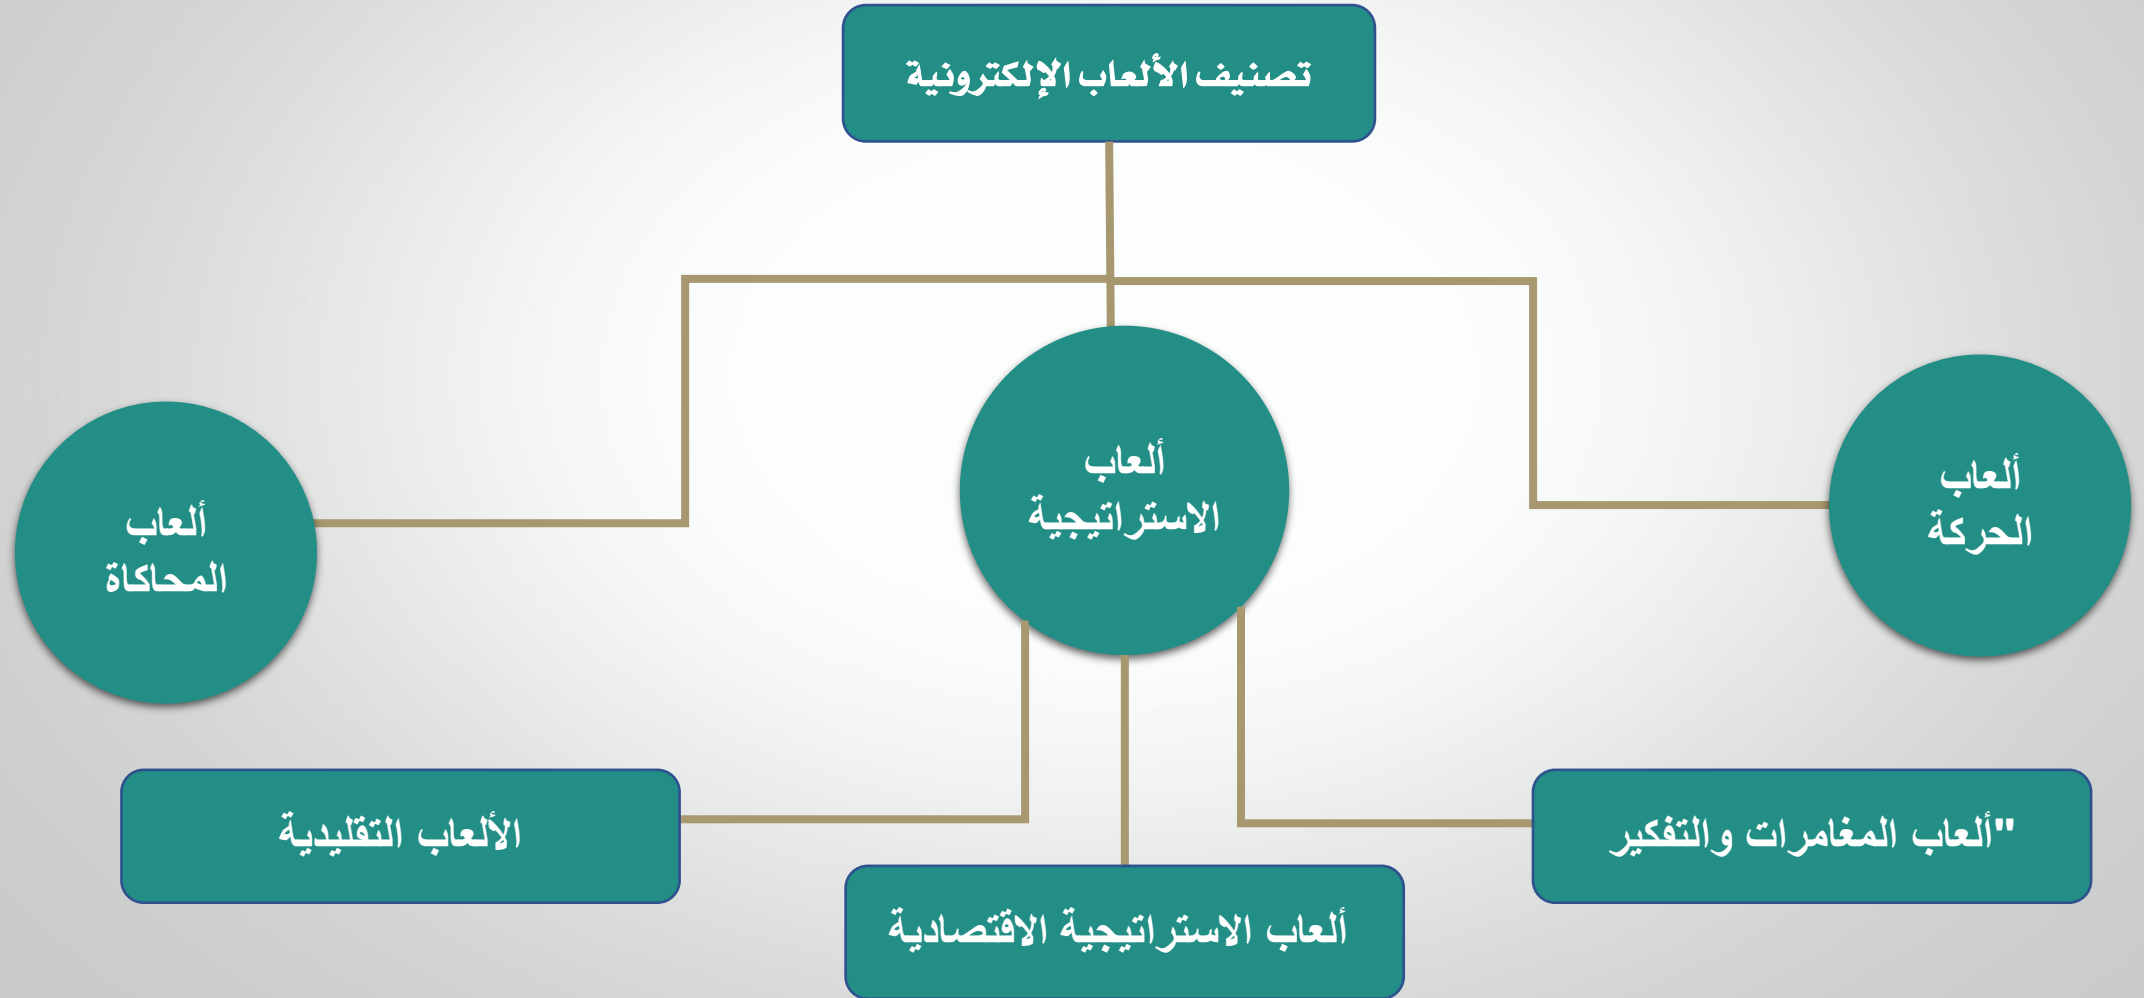 تصنيف الألعاب الإلكترونية
ألعاب
الحركة
ألعاب
الاستراتيجية
ألعاب
المحاكاة
"ألعاب المغامرات والتفكير
ألعاب الاستراتيجية الاقتصادية
الألعاب التقليدية